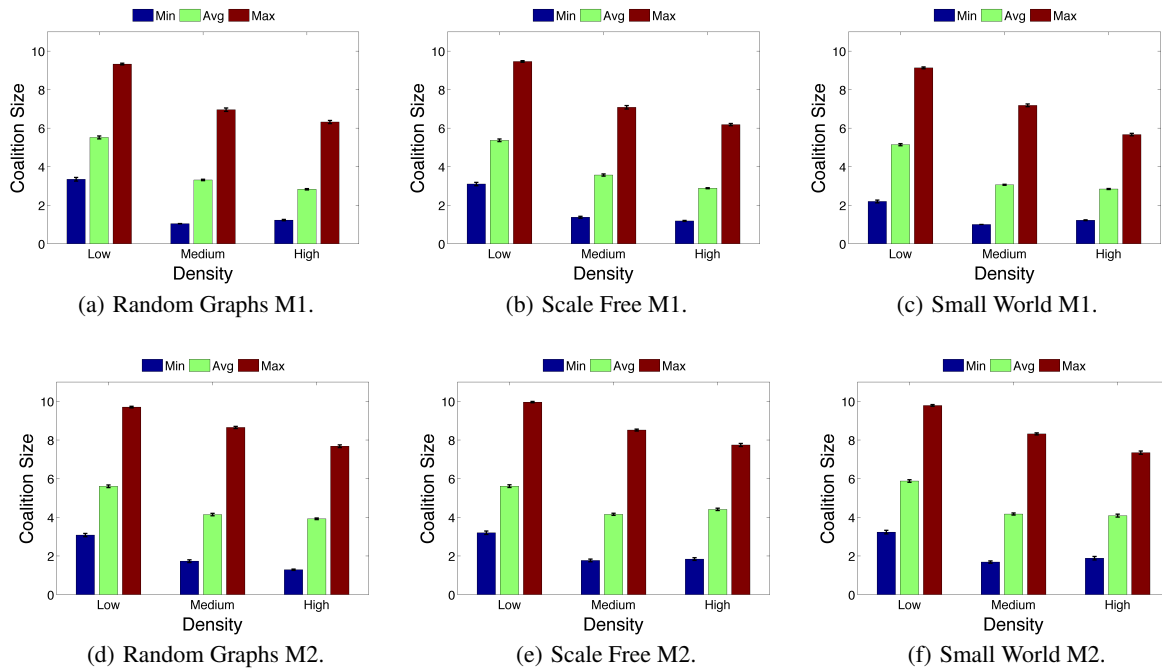 Min Avg Max
10
8
6
4
2
0
Coalition Size
Low Medium High
Density
(a) Random Graphs M1.
Min Avg Max
10
8
6
4
2
0
Coalition Size
Low Medium High
Density
(b) Scale Free M1.
Min Avg Max
10
8
6
4
2
0
Coalition Size
Low Medium High
Density
(c) Small World M1.
Min Avg Max
10
8
6
4
2
0
Coalition Size
Low Medium High
Density
(d) Random Graphs M2.
Min Avg Max
10
8
6
4
2
0
Coalition Size
Low Medium High
Density
(e) Scale Free M2.
Min Avg Max
10
8
6
4
2
0
Coalition Size
Low Medium High
Density
(f) Small World M2.